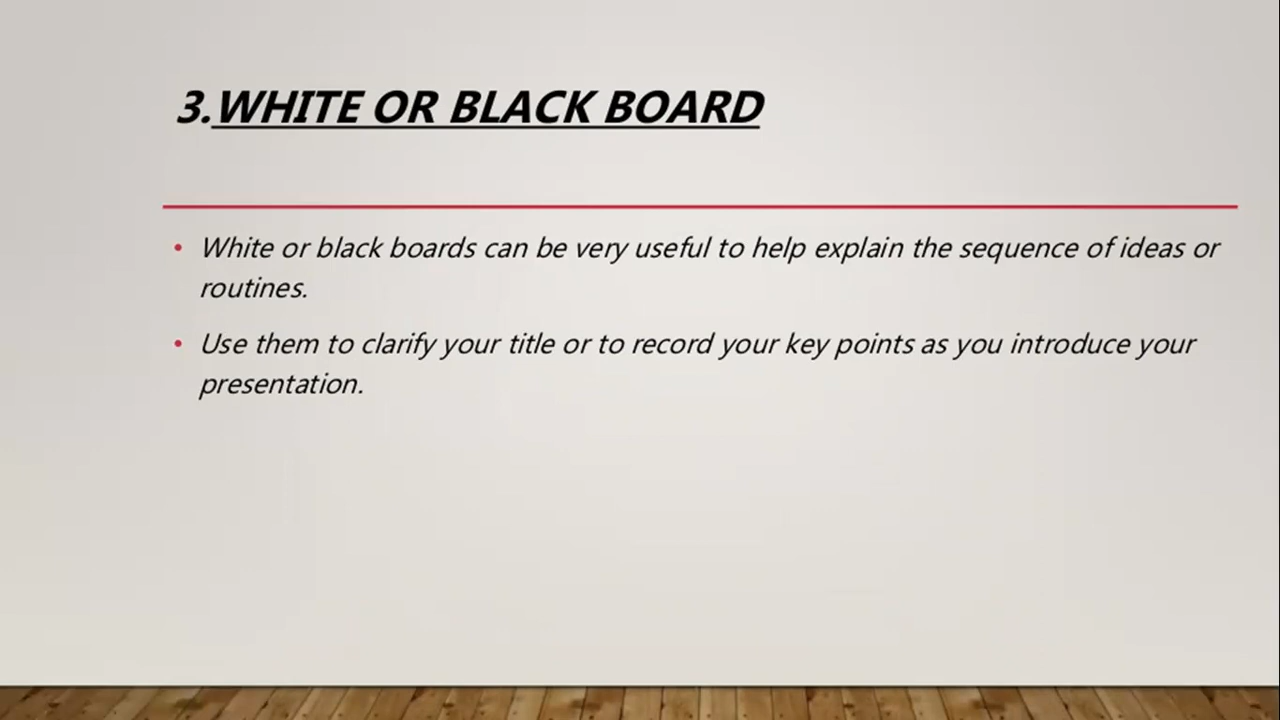 3.WHITE OR BLACK BOARD
• White or black boards can be very useful to help explain the sequence of ideas or
routines.
• Use them to clarify your title or to record your key points as you introduce your
presentation.